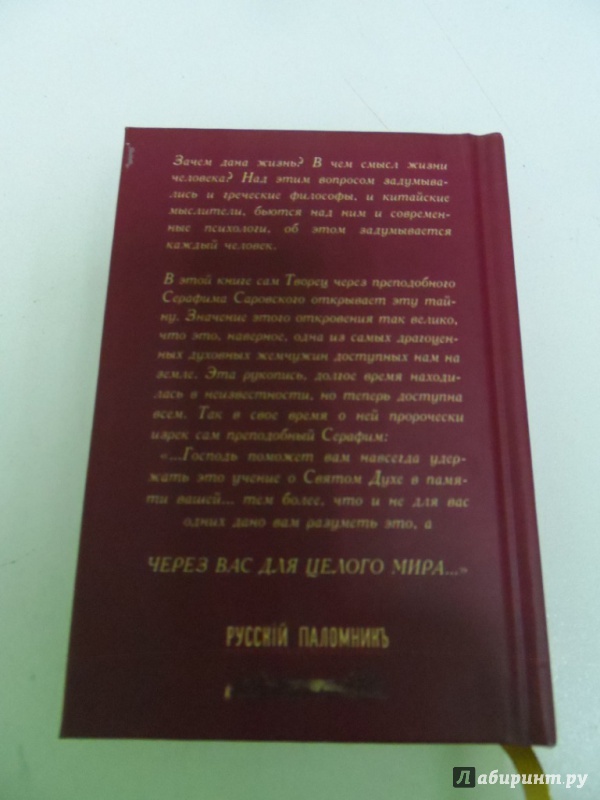 Зачем дана жизнь? В чем смысл жизни
человека? Над этим вопросом задумыва-
лись и греческие философы, и китайские
мыслители, бьются над ним и современ-
ные психологи, об этом задумывается
каждый человек.
В этой книге сам Творец через преподобного
Серафима Саровского открывает эту тай-
ну. Значение этого откровения так велико,
что это, наверное, одна из самых драгоцен-
ных духовных жемчужин доступных нам на
земле. Эта рукопись, долгое время находи-
лась в неизвестности, но теперь доступна
всем. Так в свое время о ней пророчески
изрек сам преподобный Серафим:
«...Господь поможет вам навсегда удер-
жать это учение о Святом Духе в памя-
ти вашей... тем более, что и не для вас
одних дано вам разуметь это, а
ЧЕРЕЗ ВАС ДЛЯ ЦЕЛОГО МИРА...»
РУССКІЙ ПАЛОМНИКЪ
Лабиринт.ру